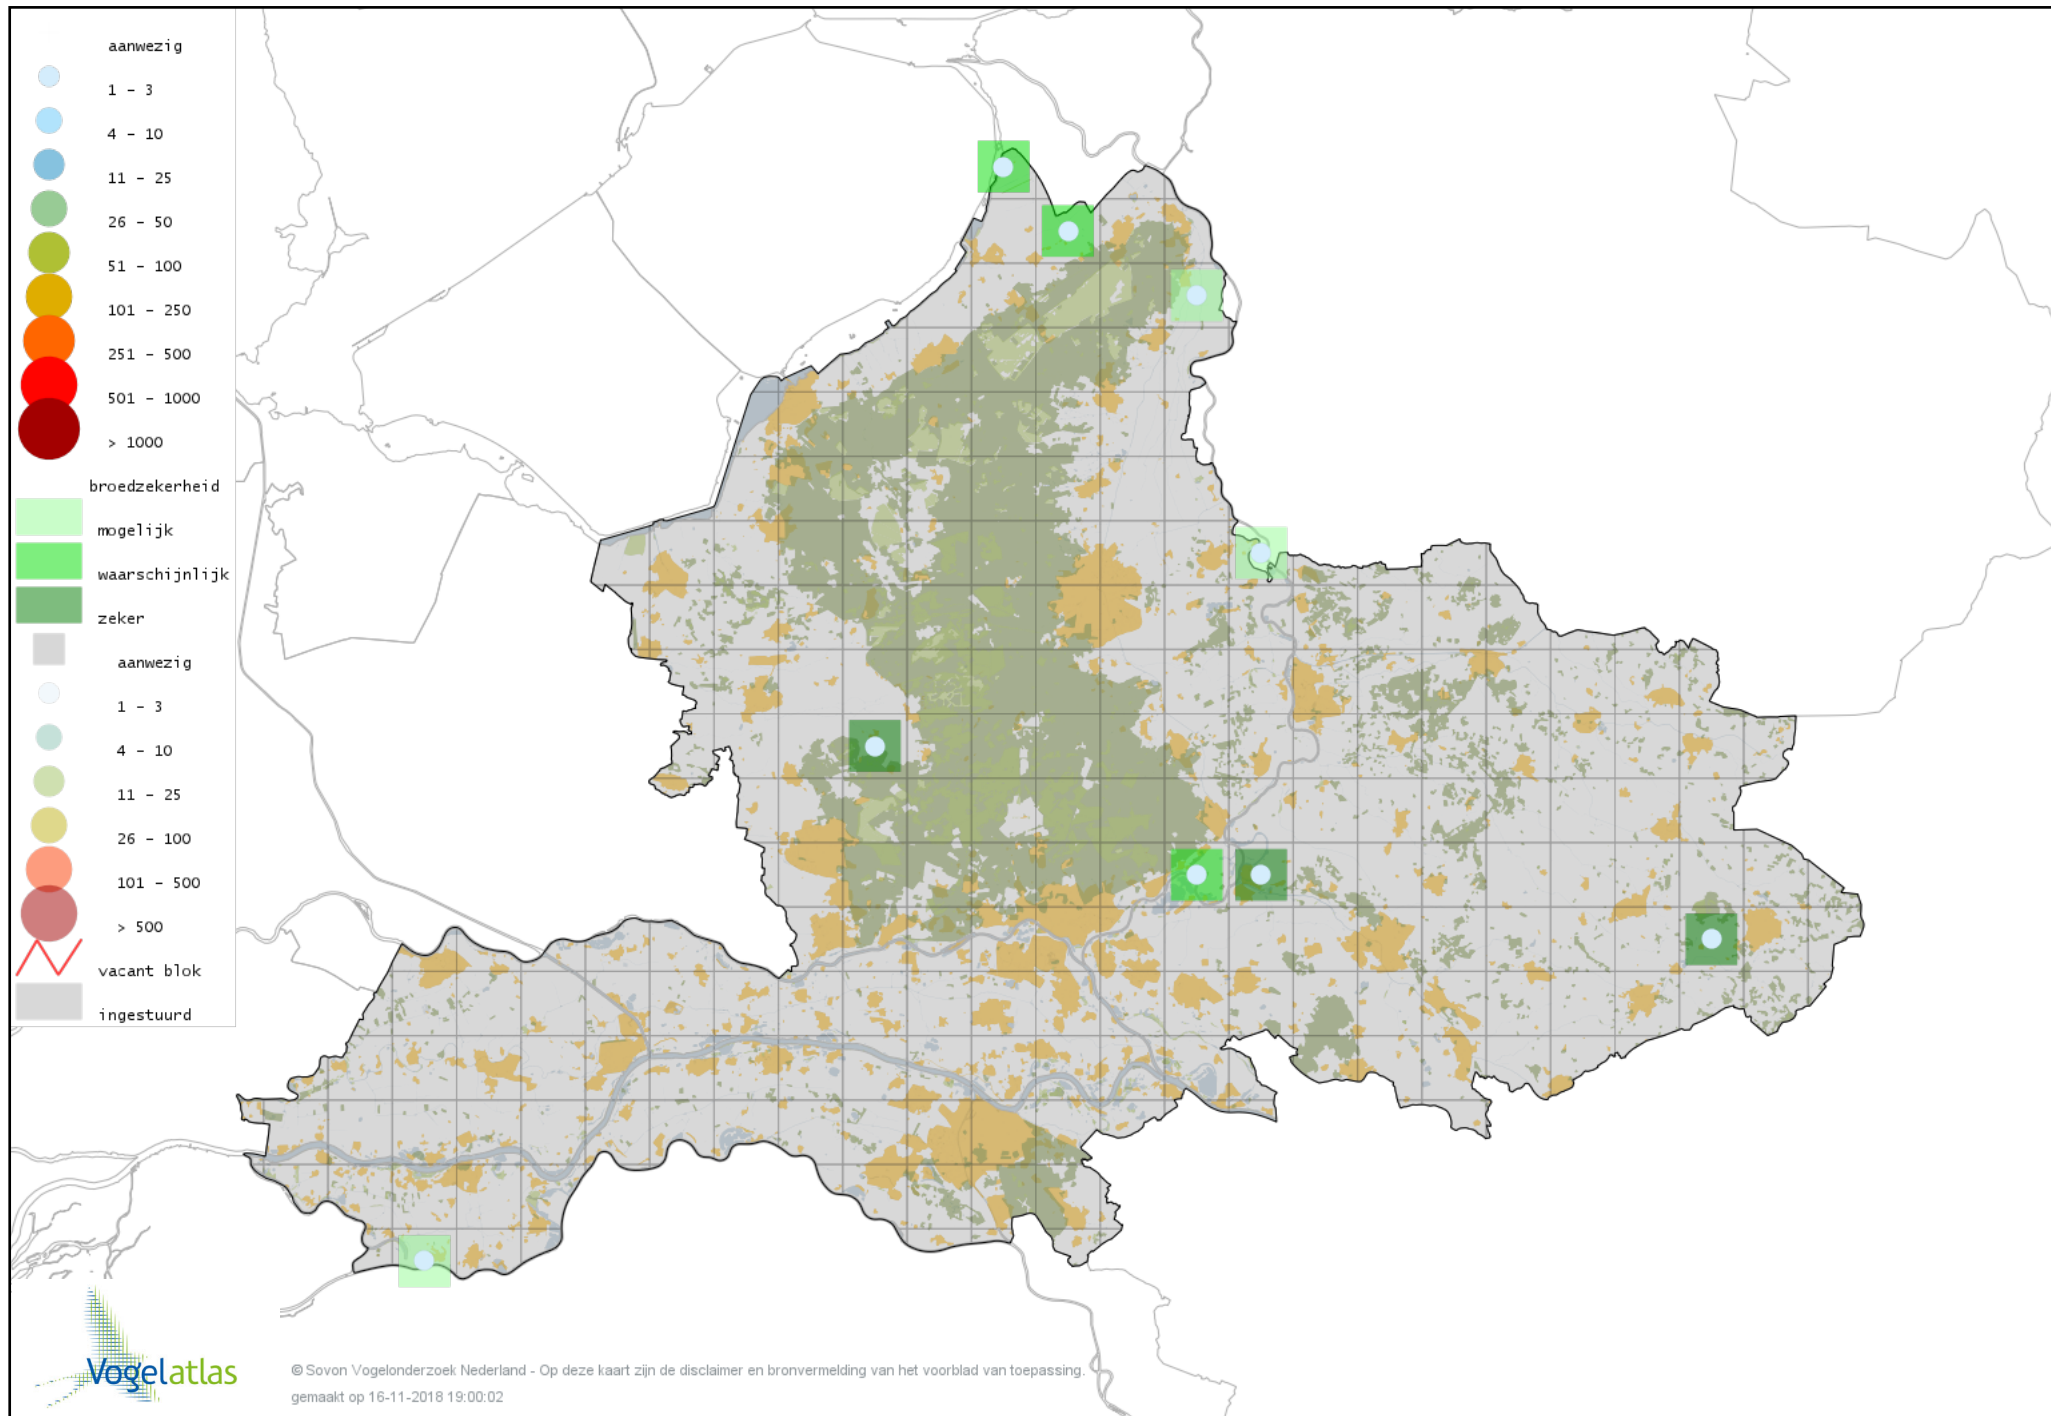 aanwezig
1 - 3
4 - 10
11 - 25
26 - 50
51 - 100
101 - 250
251 - 500
501 - 1000
> 1000
broedzekerheid
mogelijk
waarschijnlijk
zeker
aanwezig
1 - 3
4 - 10
11 - 25
26 - 100
101 - 500
> 500
vacant blok
ingestuurd
Vogelatlas
© Sovon Vogelonderzoek Nederland - Op deze kaart zijn de disclaimer en bronvermelding van het voorblad van toepassing.
gemaakt op 16-11-2018 19:00:02